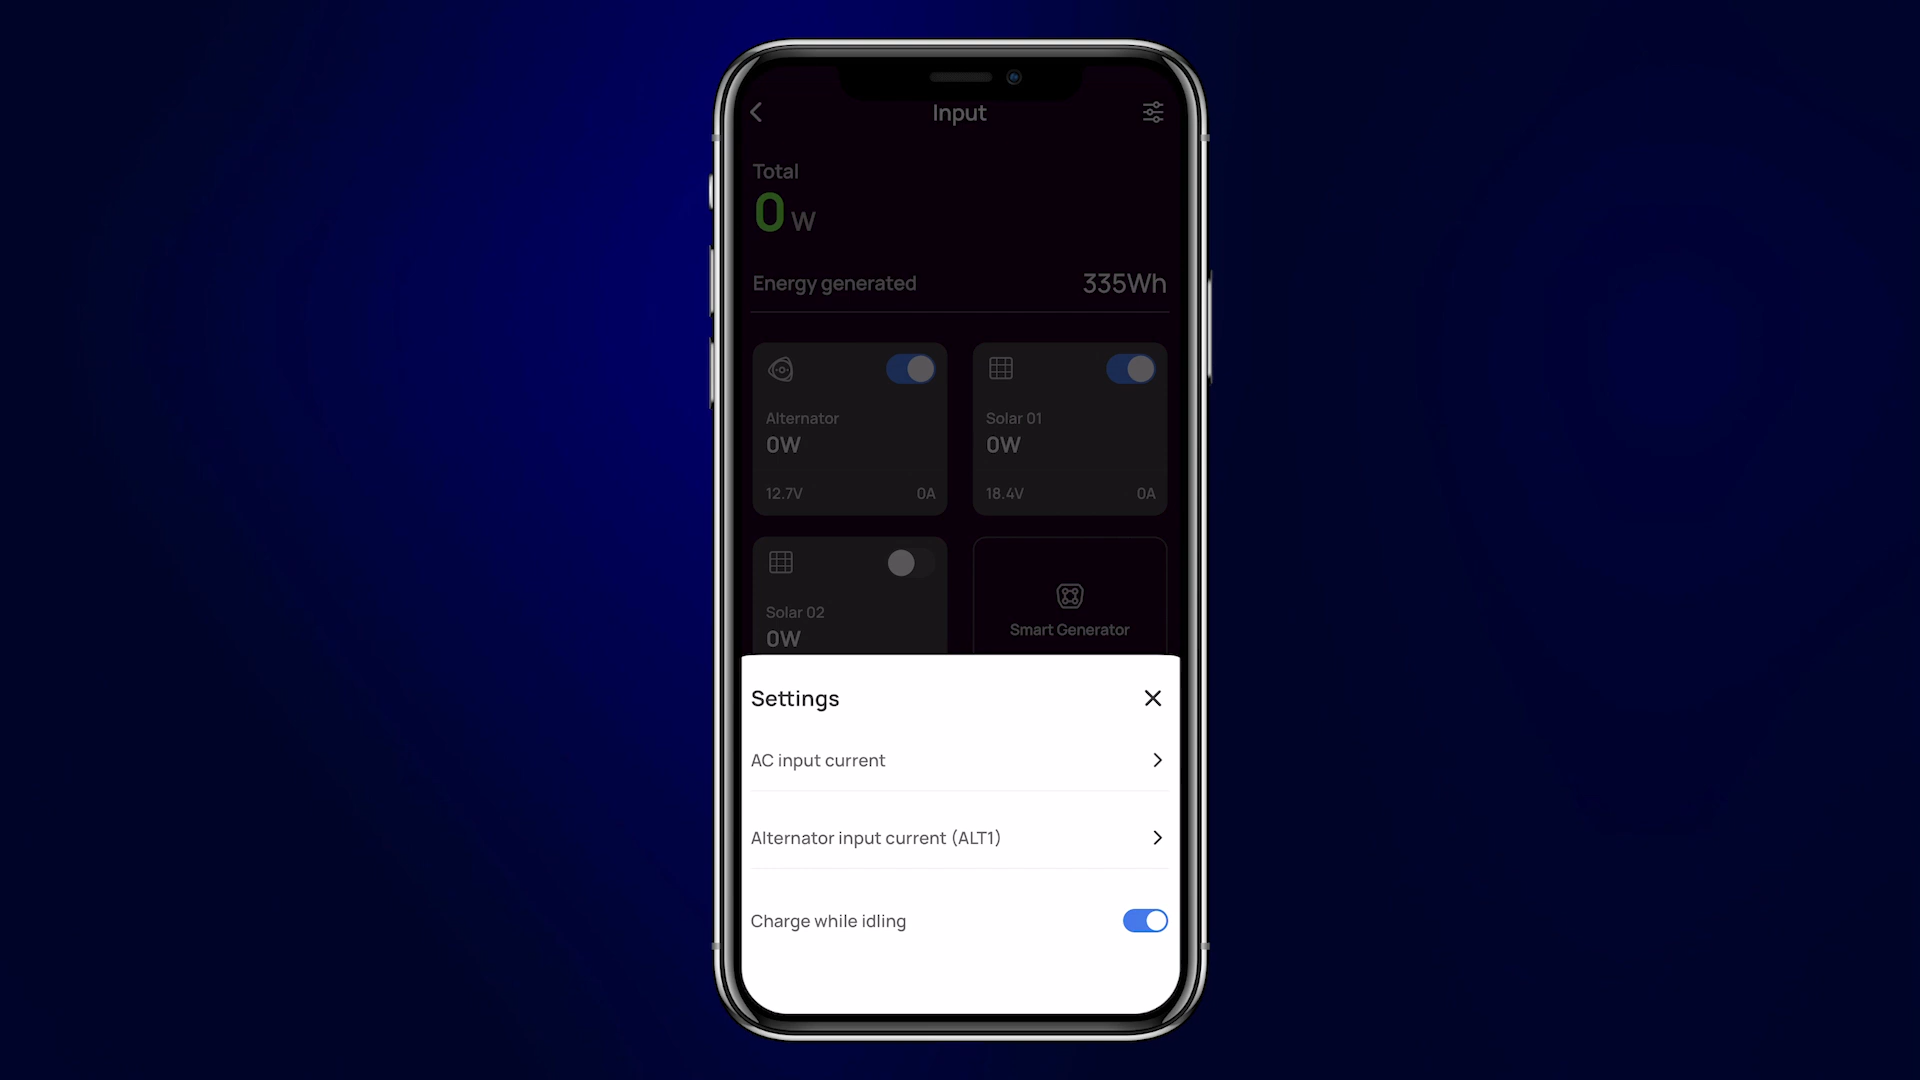 Input
Total
0 W
Energy generated 335Wh
Alternator
0W
12.7V 0A
Solar 01
0W
18.4V 0A
Solar 02
0W
Smart Generator
Settings
AC input current
Alternator input current (ALT1)
Charge while idling